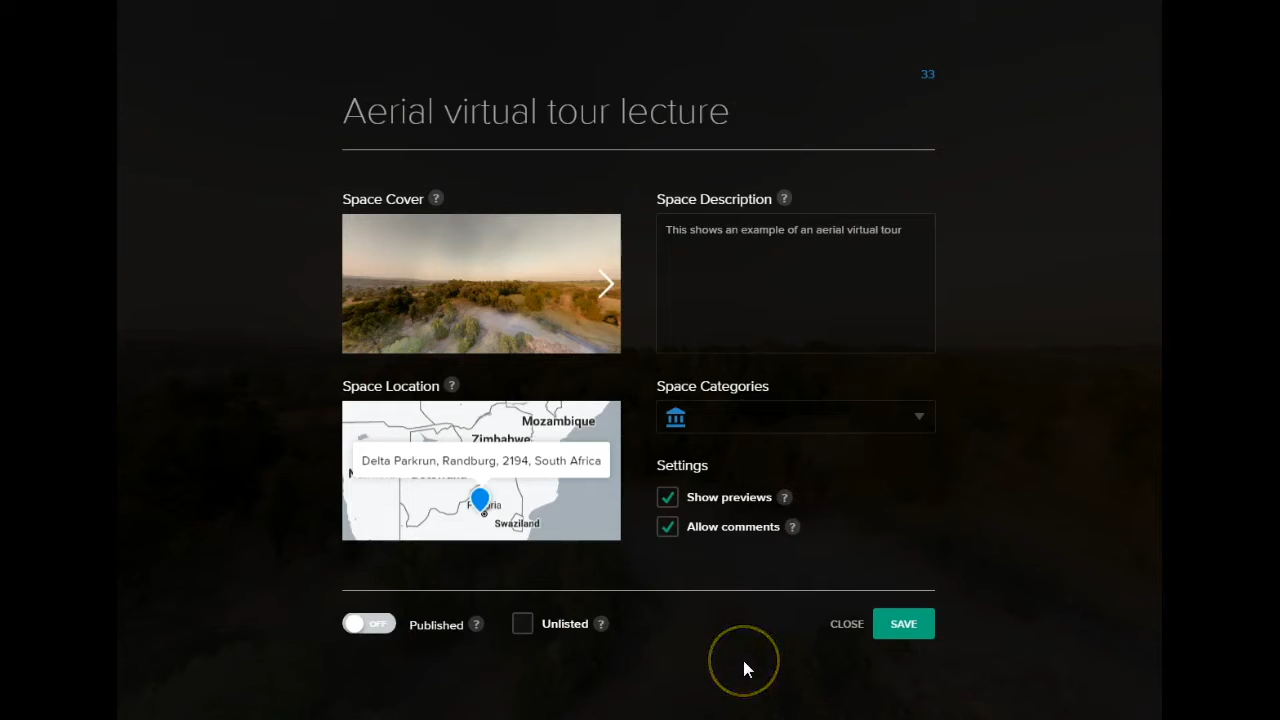 33
Aerial virtual tour lecture
Space Cover ?
Space Description ?
This shows an example of an aerial virtual tour
Space Location ?
Mozambique
Zimbabwe
Delta Parkrun, Randburg, 2194, South Africa
Swaziland
Space Categories
Settings
Show previews ?
Allow comments ?
OFF Published ?
Unlisted ?
CLOSE SAVE